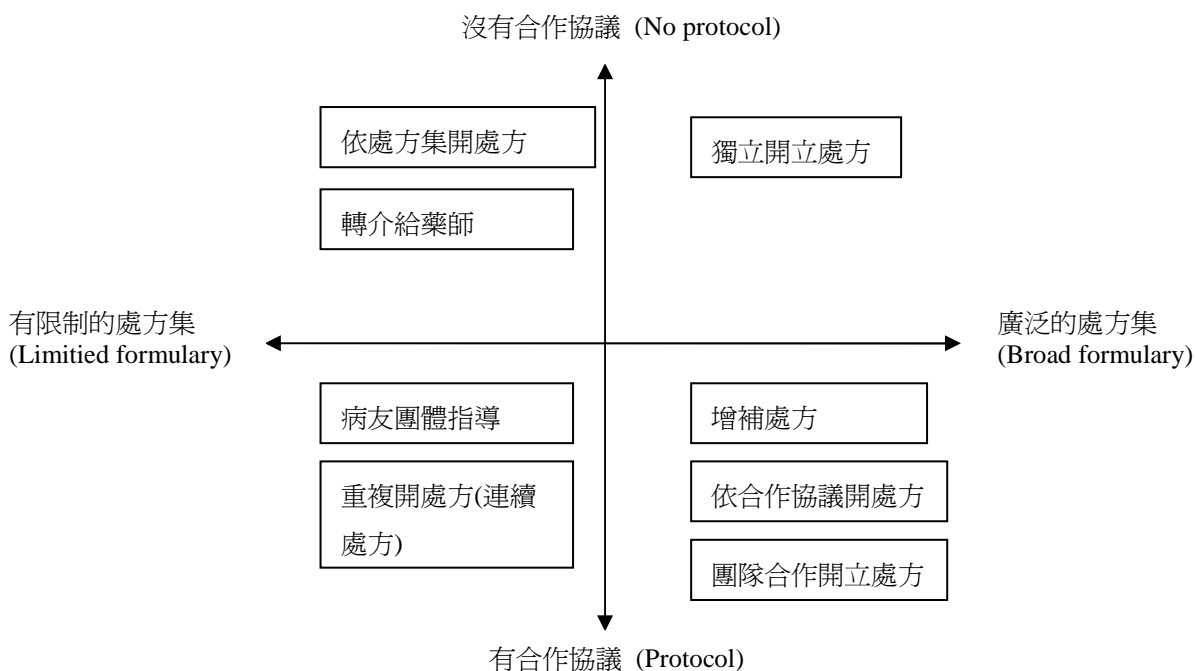 沒有合作協議 (No protocol)
依處方集開處方
獨立開立處方
轉介給藥師
有限制的處方集
(Limitied formulary)
廣泛的處方集
(Broad formulary)
病友團體指導
增補處方
重複開處方(連續
處方)
依合作協議開處方
團隊合作開立處方
有合作協議 (Protocol)